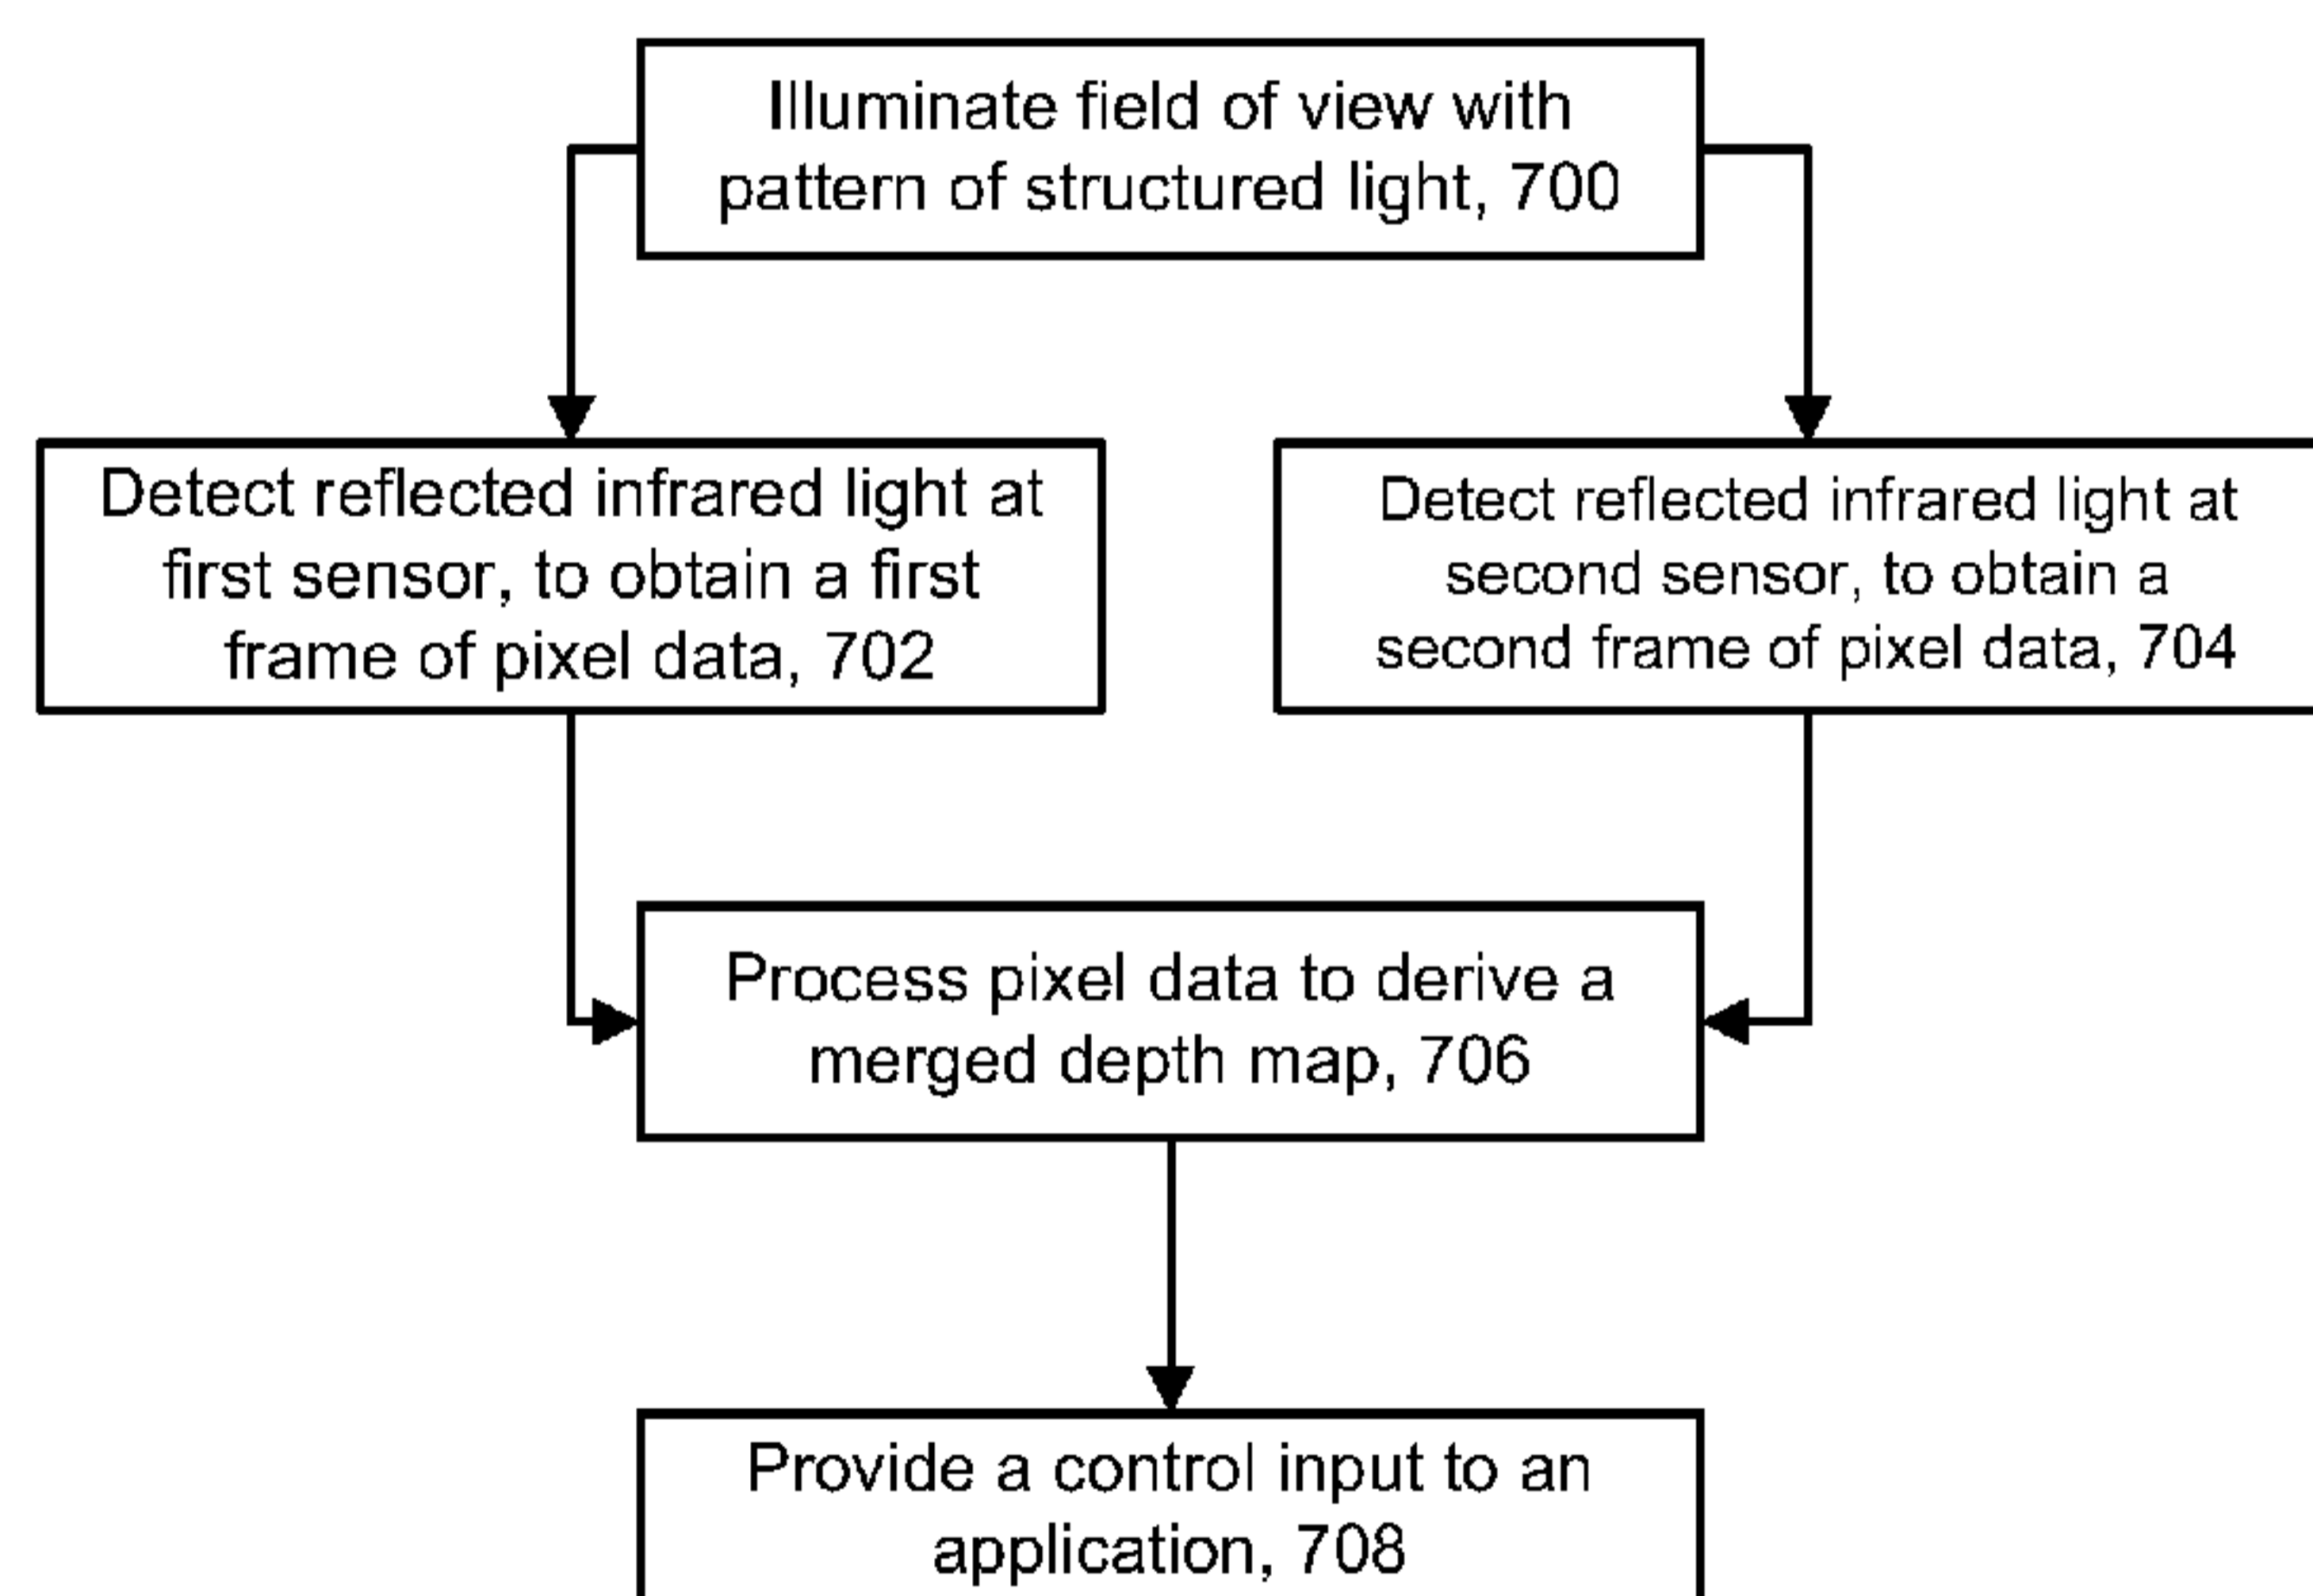 Illuminate field of view with
pattern of structured light, 700
Detect reflected infrared light at
first sensor, to obtain a first
frame of pixel data, 702
Detect reflected infrared light at
second sensor, to obtain a
second frame of pixel data, 704
Process pixel data to derive a
merged depth map, 706
Provide a control input to an
application, 708